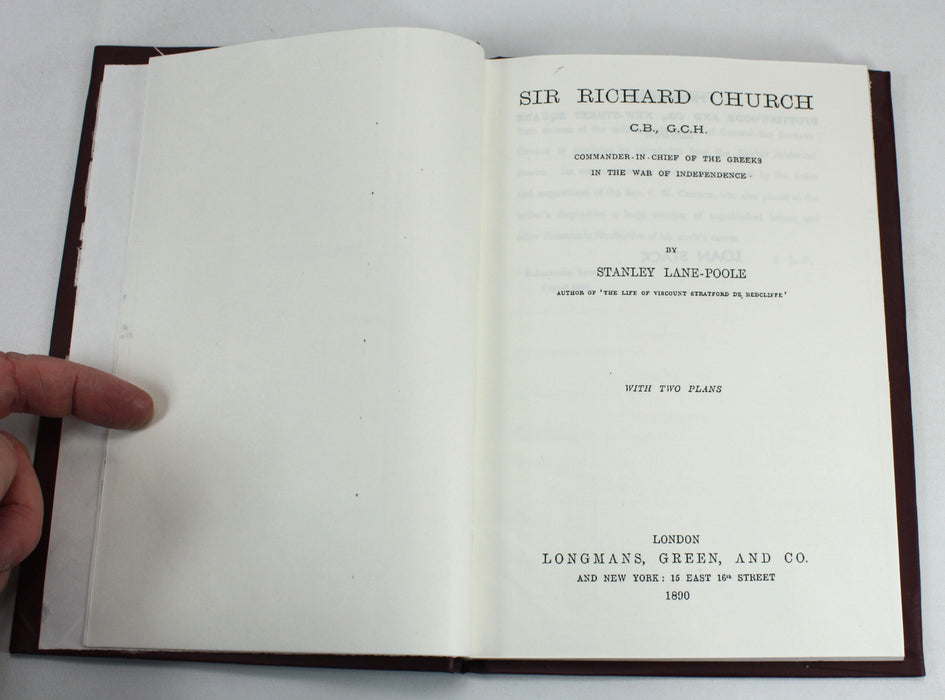 SIR RICHARD CHURCH
C.B., G.C.H.
COMMANDER-IN-CHIEF OF THE GREEKS
IN THE WAR OF INDEPENDENCE
BY
STANLEY LANE-POOLE
AUTHOR OF 'THE LIFE OF VISCOUNT STRATFORD DE REDCLIFFE'
WITH TWO PLANS
LONDON
LONGMANS, GREEN, AND CO.
AND NEW YORK : 15 EAST 16th STREET
1890